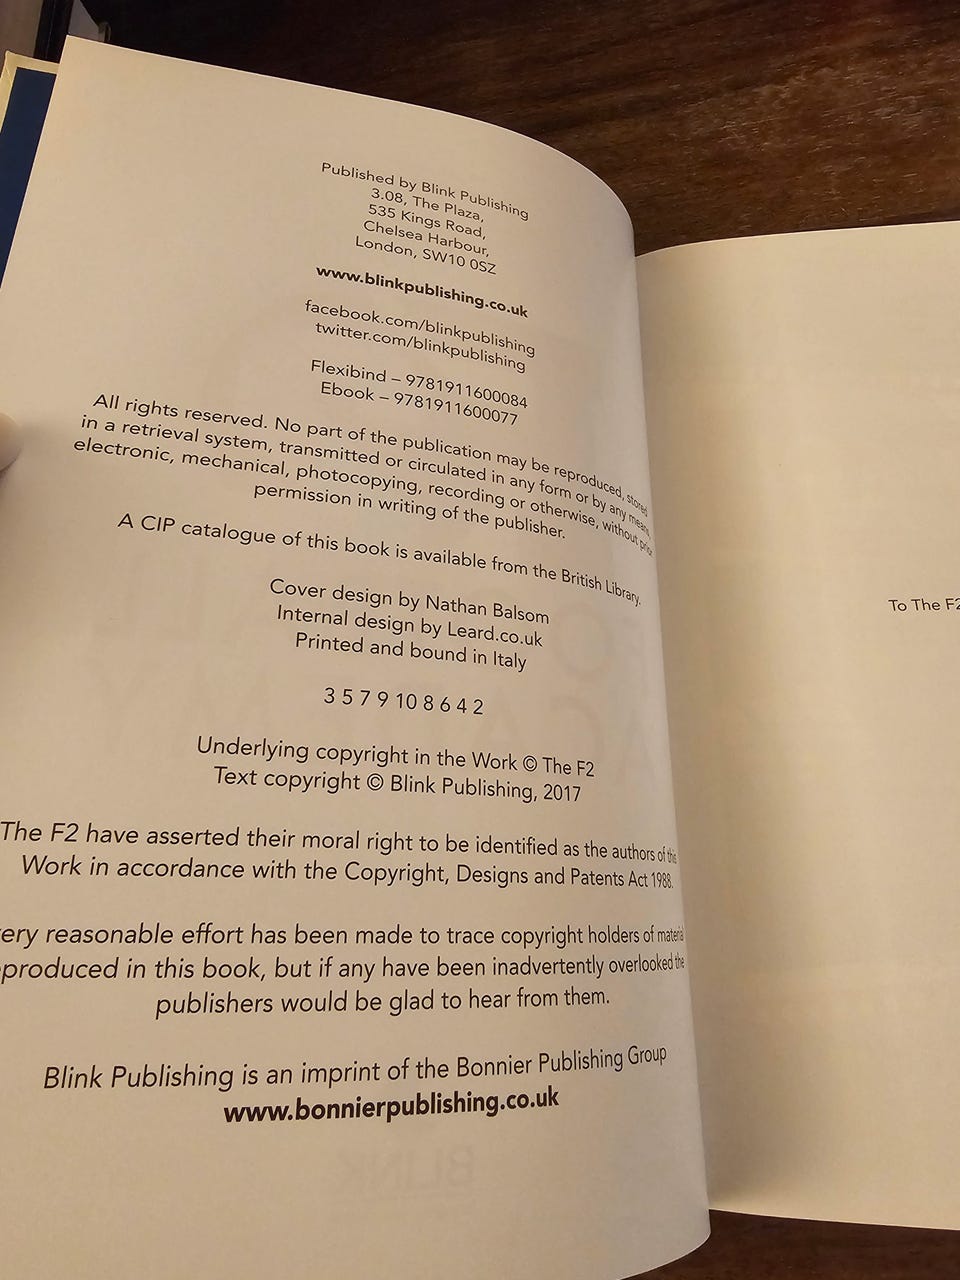 Published by Blink Publishing
3.08, The Plaza,
535 Kings Road,
Chelsea Harbour,
London, SW10 0SZ
www.blinkpublishing.co.uk
facebook.com/blinkpublishing
twitter.com/blinkpublishing
Flexibind – 9781911600084
Ebook – 9781911600077
All rights reserved. No part of the publication may be reproduced, stored
in a retrieval system, transmitted or circulated in any form or by any means,
electronic, mechanical, photocopying, recording or otherwise, without prior
permission in writing of the publisher.
A CIP catalogue of this book is available from the British Library.
Cover design by Nathan Balsom
Internal design by Leard.co.uk
Printed and bound in Italy
3 5 7 9 10 8 6 4 2
Underlying copyright in the Work © The F2
Text copyright © Blink Publishing, 2017
The F2 have asserted their moral right to be identified as the authors of this
Work in accordance with the Copyright, Designs and Patents Act 1988.
ery reasonable effort has been made to trace copyright holders of material
produced in this book, but if any have been inadvertently overlooked the
publishers would be glad to hear from them.
Blink Publishing is an imprint of the Bonnier Publishing Group
www.bonnierpublishing.co.uk
To The F2